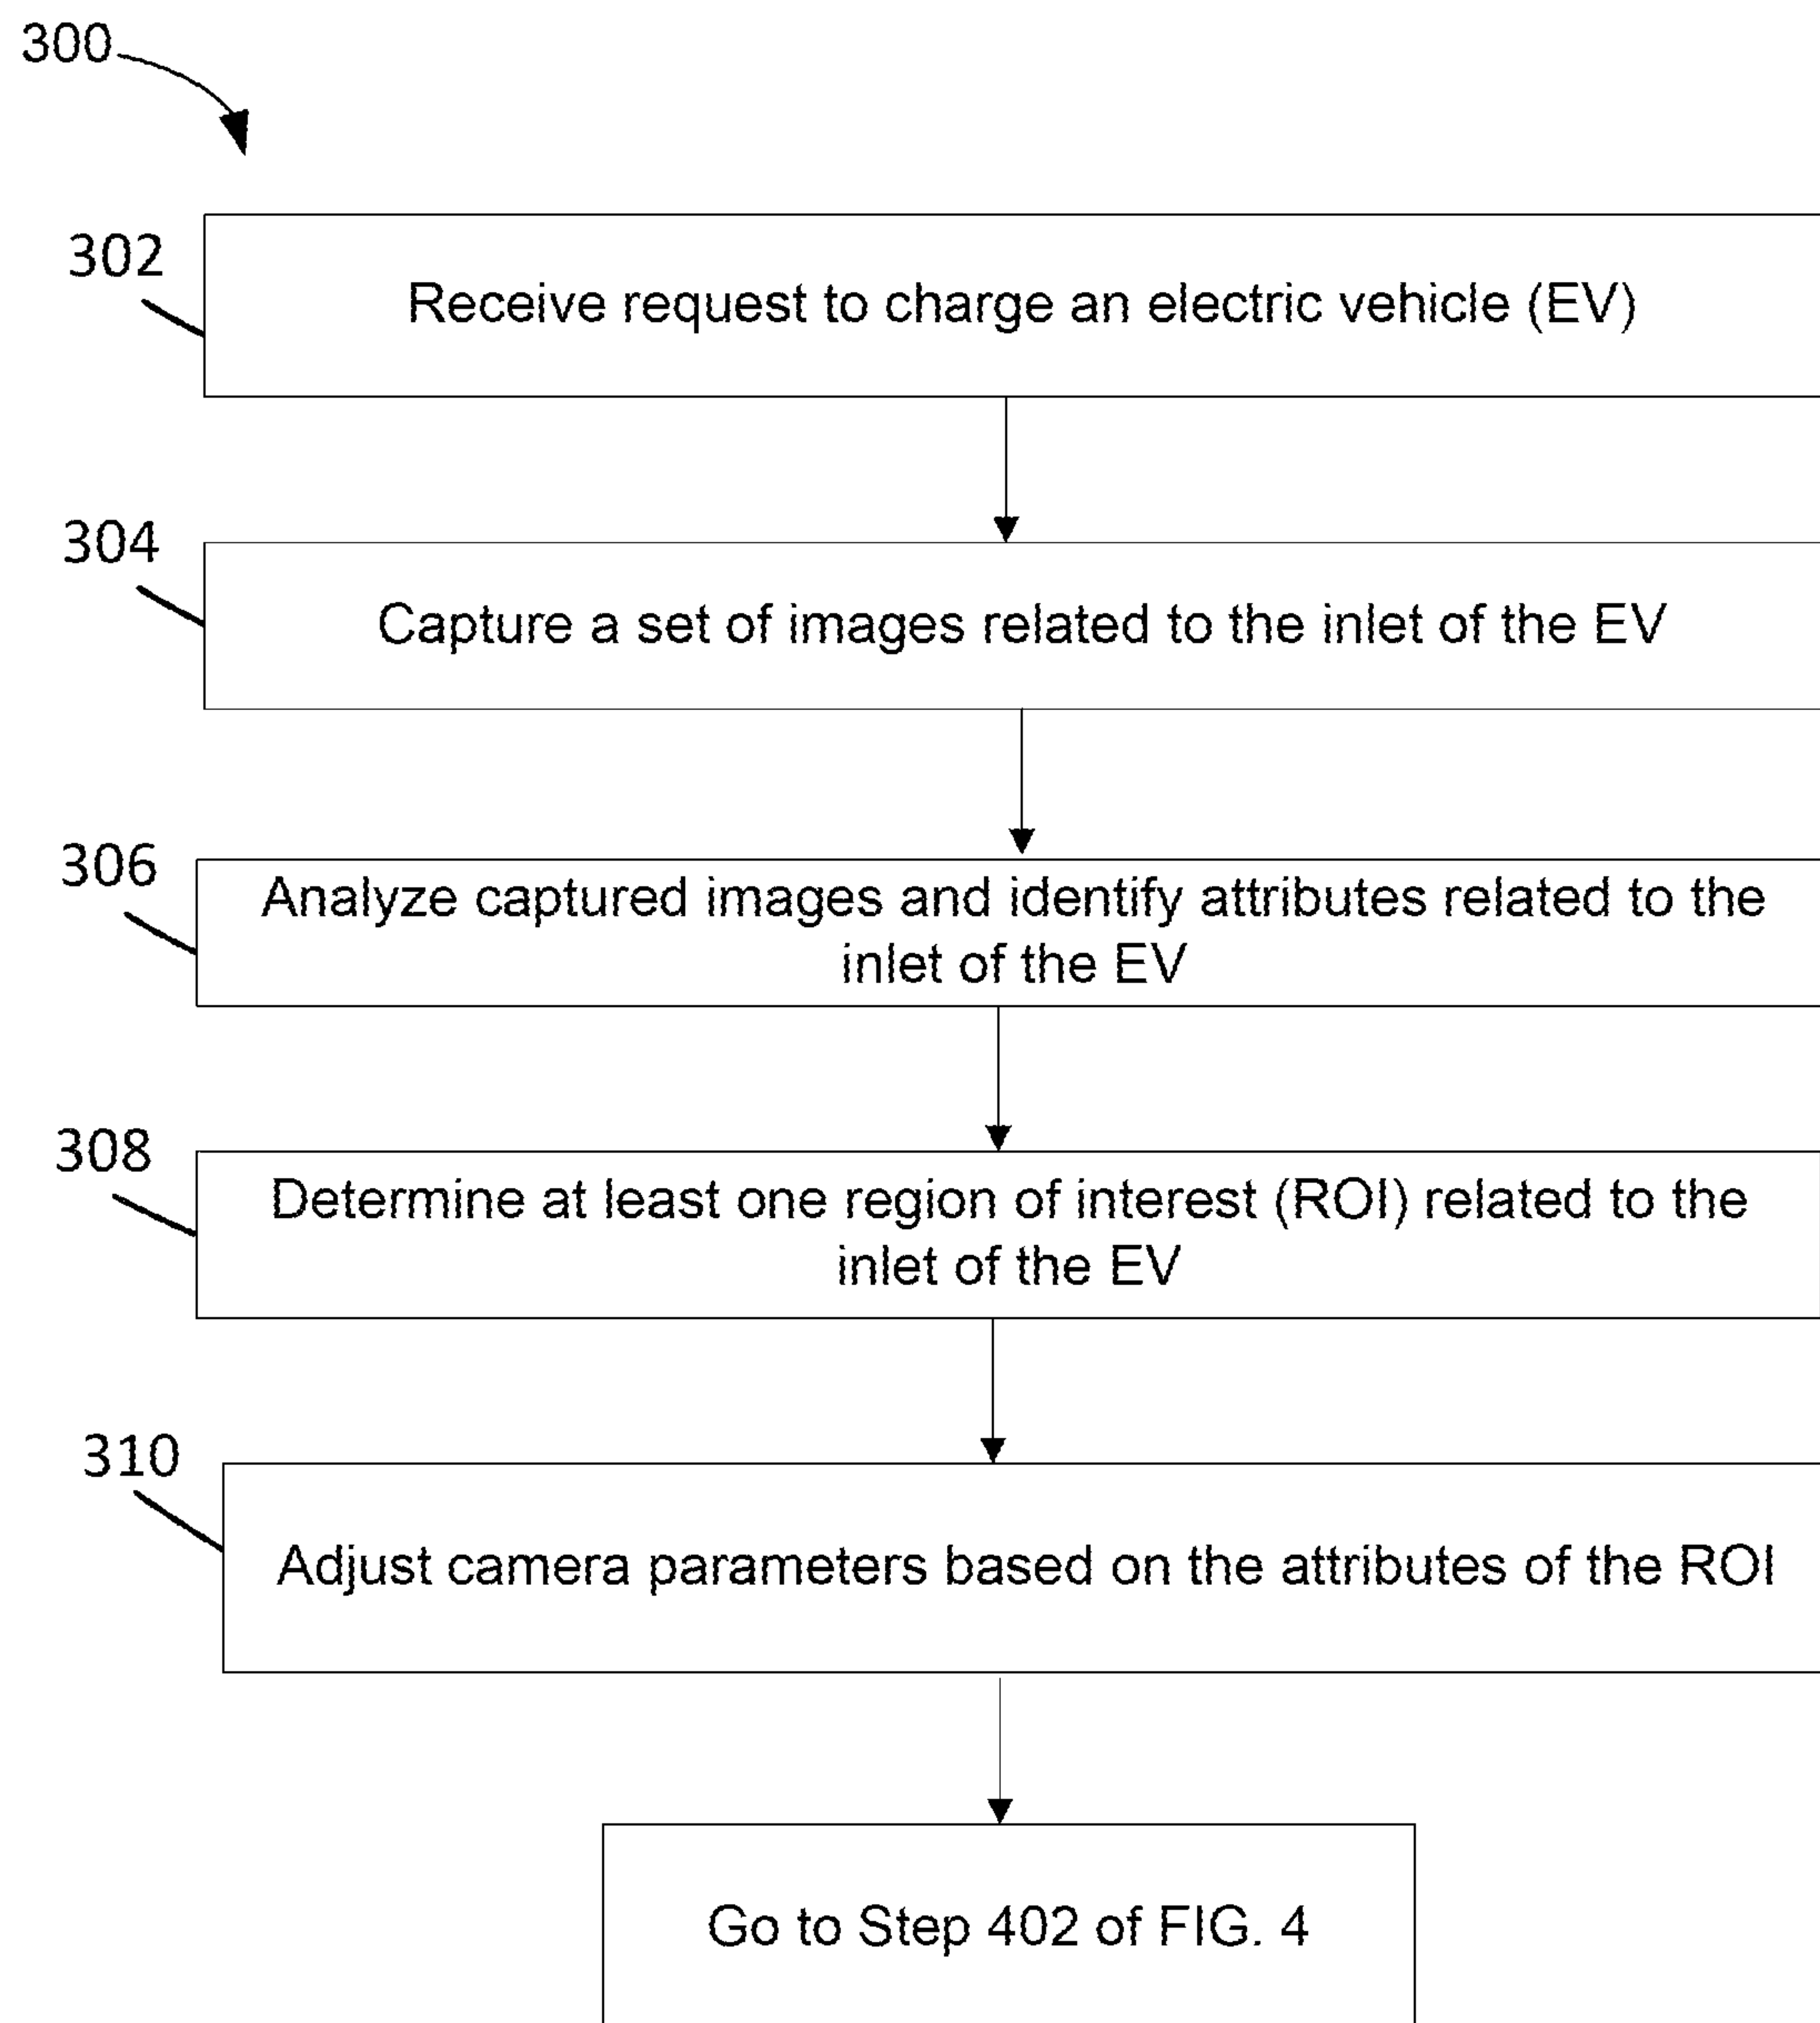 300
302
Receive request to charge an electric vehicle (EV)
304
Capture a set of images related to the inlet of the EV
306
Analyze captured images and identify attributes related to the
inlet of the EV
308
Determine at least one region of interest (ROI) related to the
inlet of the EV
310
Adjust camera parameters based on the attributes of the ROI
Go to Step 402 of FIG. 4